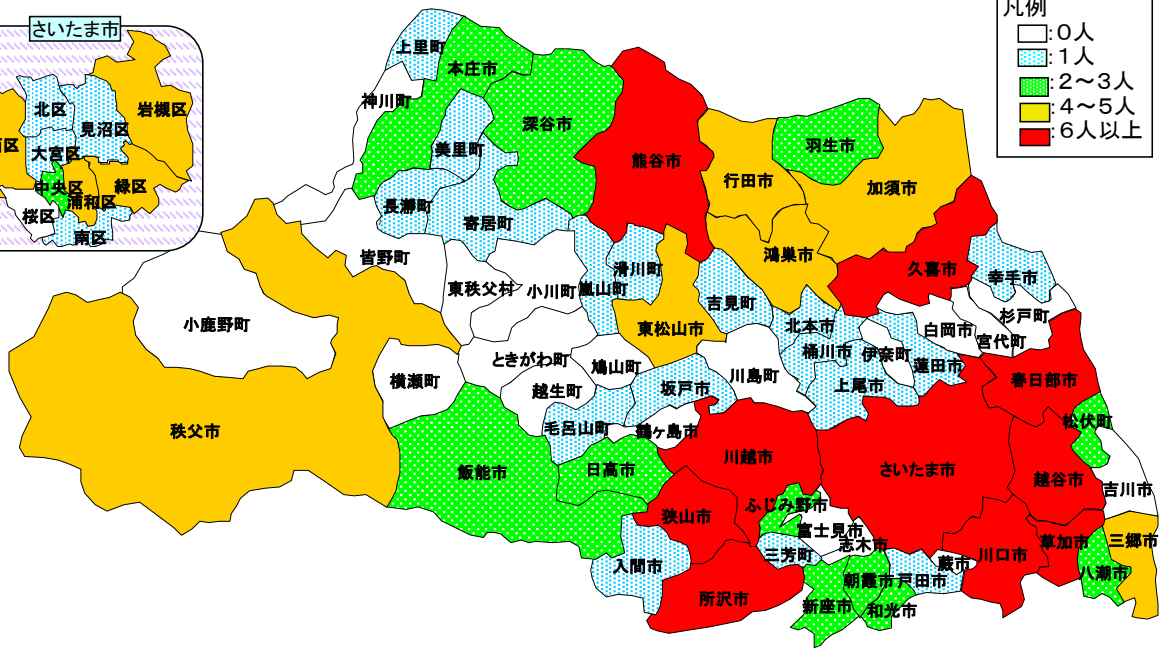 さいたま市
北区
見沼区
岩槻区
大宮区
西区
中央区
浦和区
緑区
桜区
南区
凡例
:0人
:1人
:2~3人
:4~5人
:6人以上
上里町
本庄市
神川町
深谷市
美里町
熊谷市
行田市
羽生市
加須市
長瀞町
寄居町
鴻巣市
皆野町
滑川町
久喜市
幸手市
東秩父村
小川町
嵐山町
吉見町
小鹿野町
東松山市
北本市
白岡市
杉戸町
宮代町
桶川市
伊奈町
蓮田市
ときがわ町
鳩山町
川島町
横瀬町
越生町
坂戸市
上尾市
春日部市
松伏町
秩父市
毛呂山町
鶴ヶ島市
飯能市
日高市
川越市
さいたま市
越谷市
吉川市
ふじみ野市
狭山市
富士見市
志木市
三芳町
入間市
朝霞市
戸田市
蕨市
川口市
草加市
三郷市
八潮市
所沢市
新座市
和光市